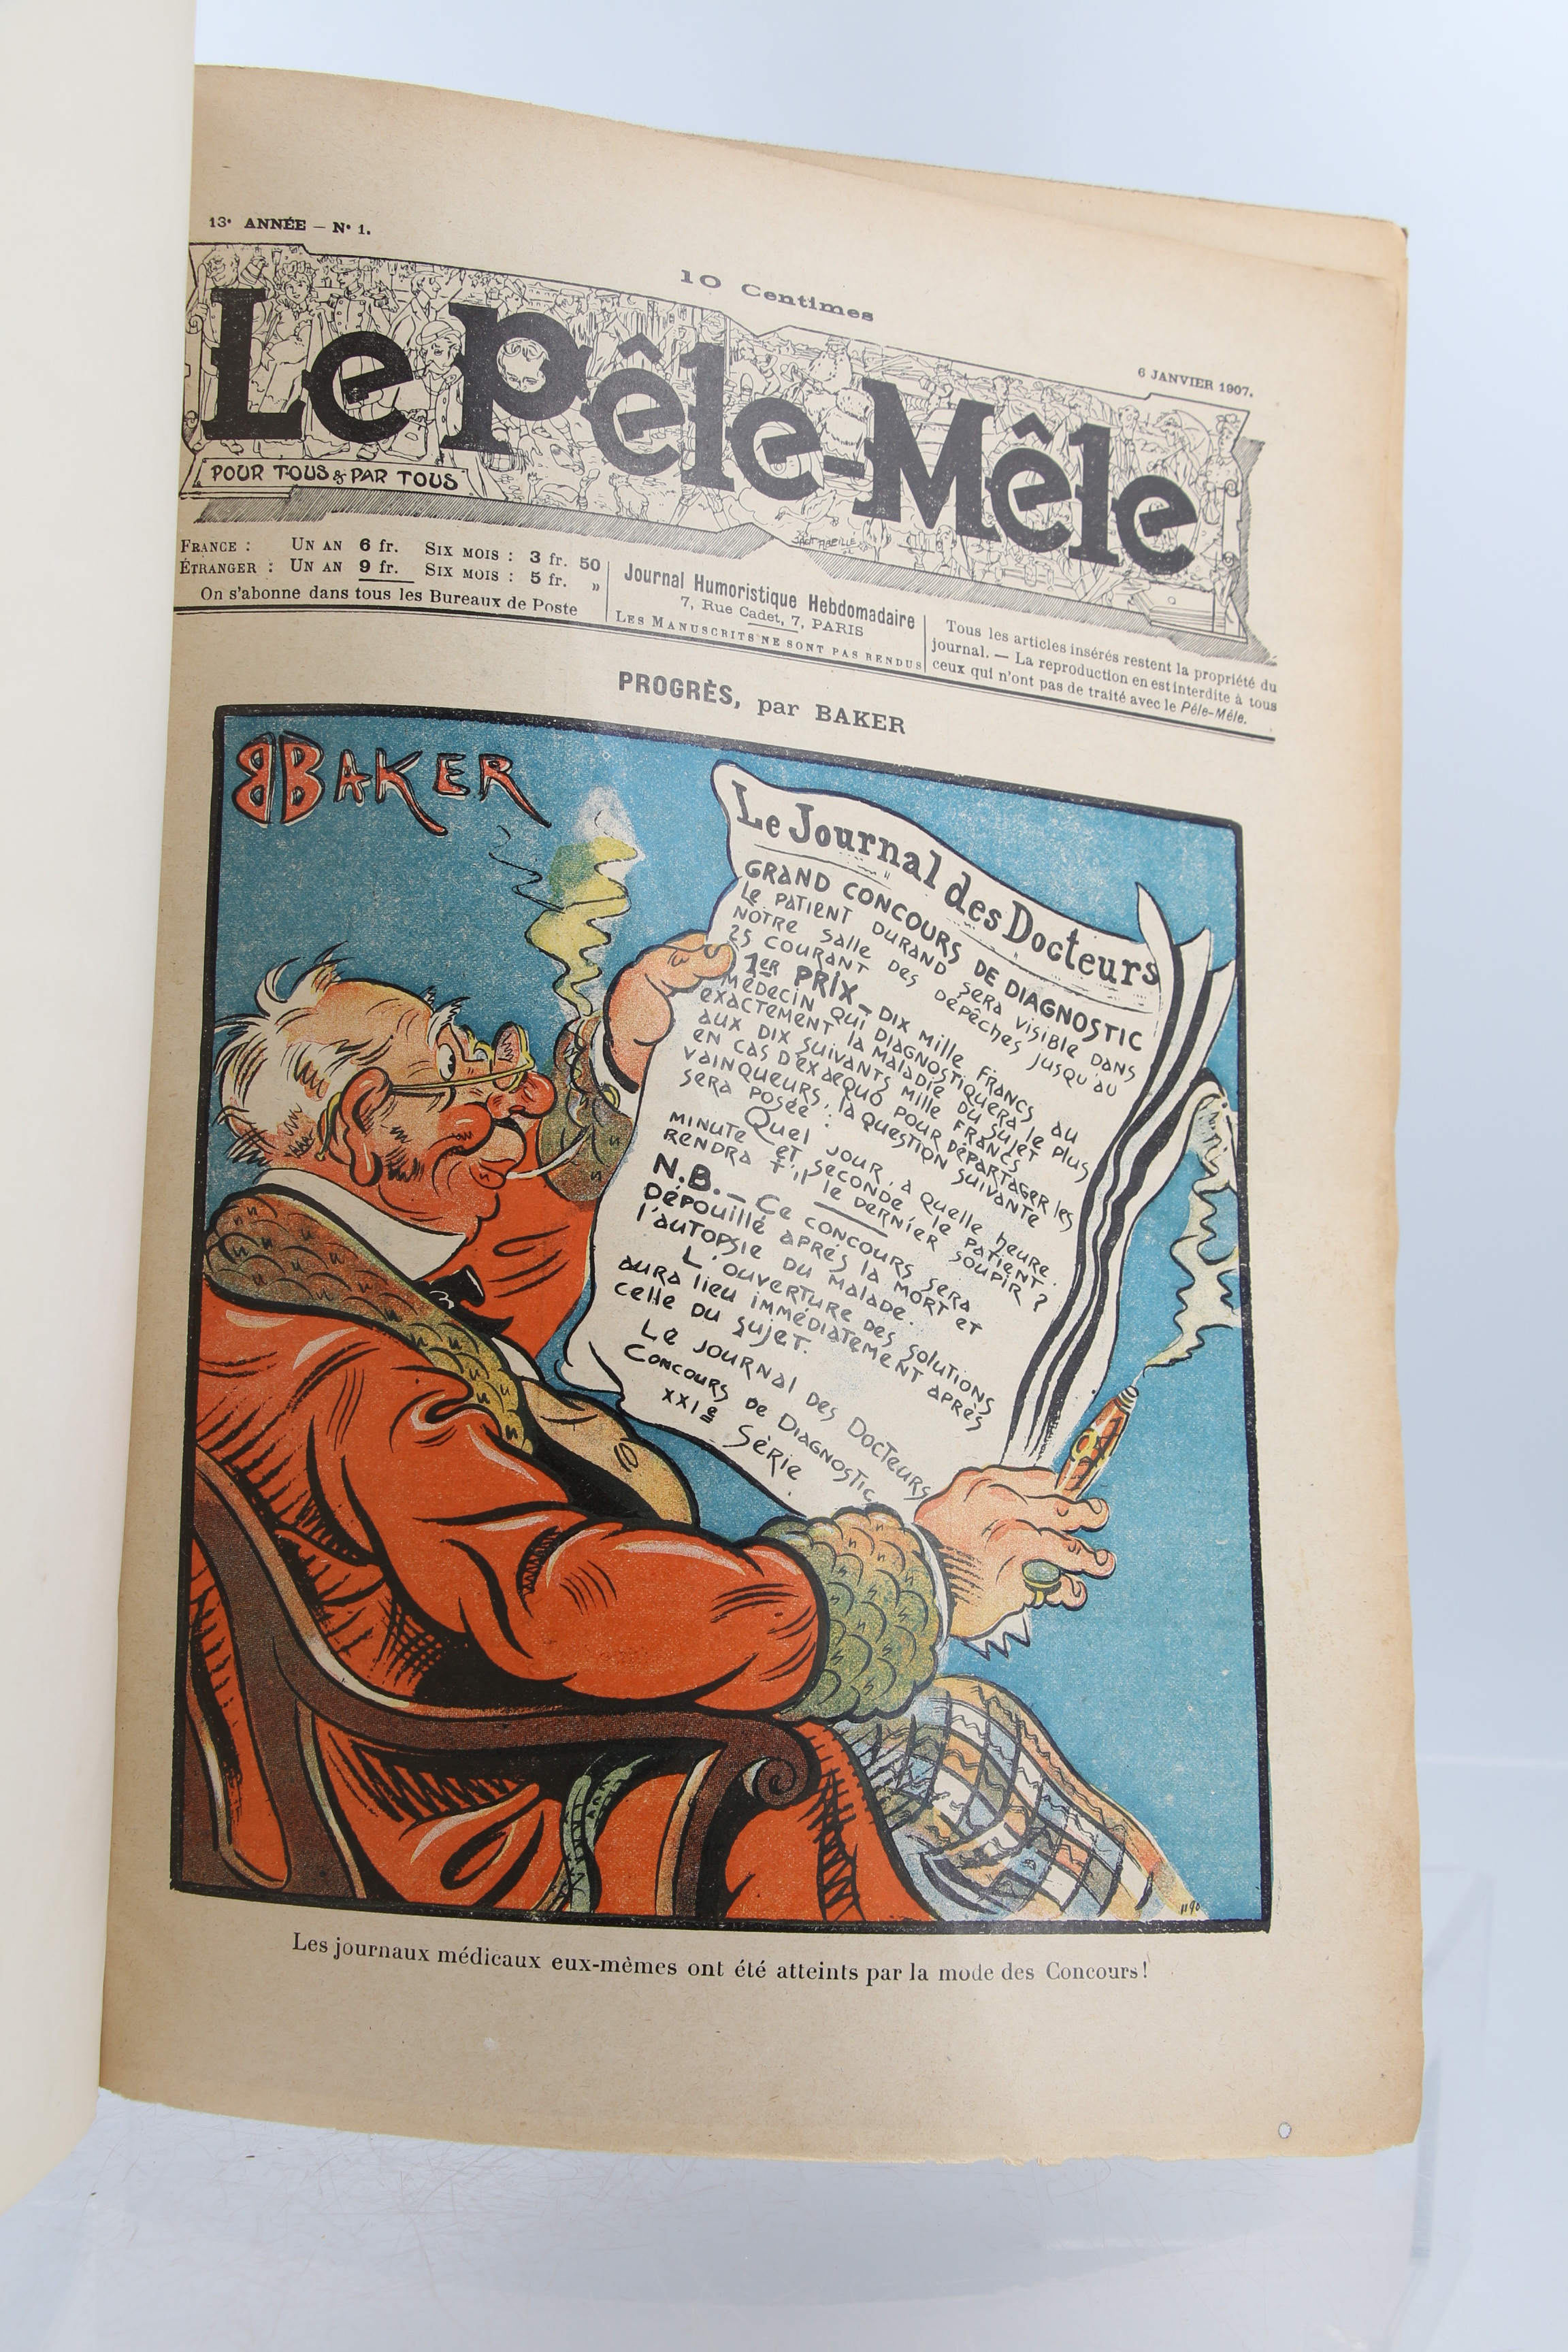 13e ANNÉE — No 1.
10 Centimes
6 JANVIER 1907.
Le Pêle-Mêle
POUR TOUS & PAR TOUS
FRANCE : UN AN 6 fr. SIX MOIS : 3 fr. 50
ÉTRANGER : UN AN 9 fr. SIX MOIS : 5 fr. »
On s'abonne dans tous les Bureaux de Poste
Journal Humoristique Hebdomadaire
7, Rue Cadet, 7, PARIS
LES MANUSCRITS NE SONT PAS RENDUS
Tous les articles insérés restent la propriété du
journal. — La reproduction en est interdite à tous
ceux qui n'ont pas de traité avec le Pêle-Mêle.
PROGRÈS, par BAKER
BAKER
Le Journal des Docteurs
GRAND CONCOURS DE DIAGNOSTIC
LE PATIENT DURAND SERA VISIBLE DANS
NOTRE SALLE DES DÉPÊCHES JUSQU'AU
25 COURANT
1ER PRIX _ DIX MILLE FRANCS AU
MÉDECIN QUI DIAGNOSTIQUERA LE PLUS
EXACTEMENT LA MALADIE DU SUJET
AUX DIX SUIVANTS MILLE FRANCS
EN CAS D'EXAEQUO POUR DÉPARTAGER LES
VAINQUEURS, LA QUESTION SUIVANTE
SERA POSÉE :
QUEL JOUR, À QUELLE HEURE.
MINUTE ET SECONDE, LE PATIENT
RENDRA T'IL LE DERNIER SOUPIR ?
N.B. _ CE CONCOURS SERA
DÉPOUILLÉ APRÈS LA MORT ET
L'AUTOPSIE DU MALADE.
L'OUVERTURE DES SOLUTIONS
AURA LIEU IMMÉDIATEMENT APRÈS
CELLE DU SUJET.
LE JOURNAL DES DOCTEURS
CONCOURS DE DIAGNOSTIC
XXIe SÈRIE
Les journaux médicaux eux-mèmes ont été atteints par la mode des Concours!